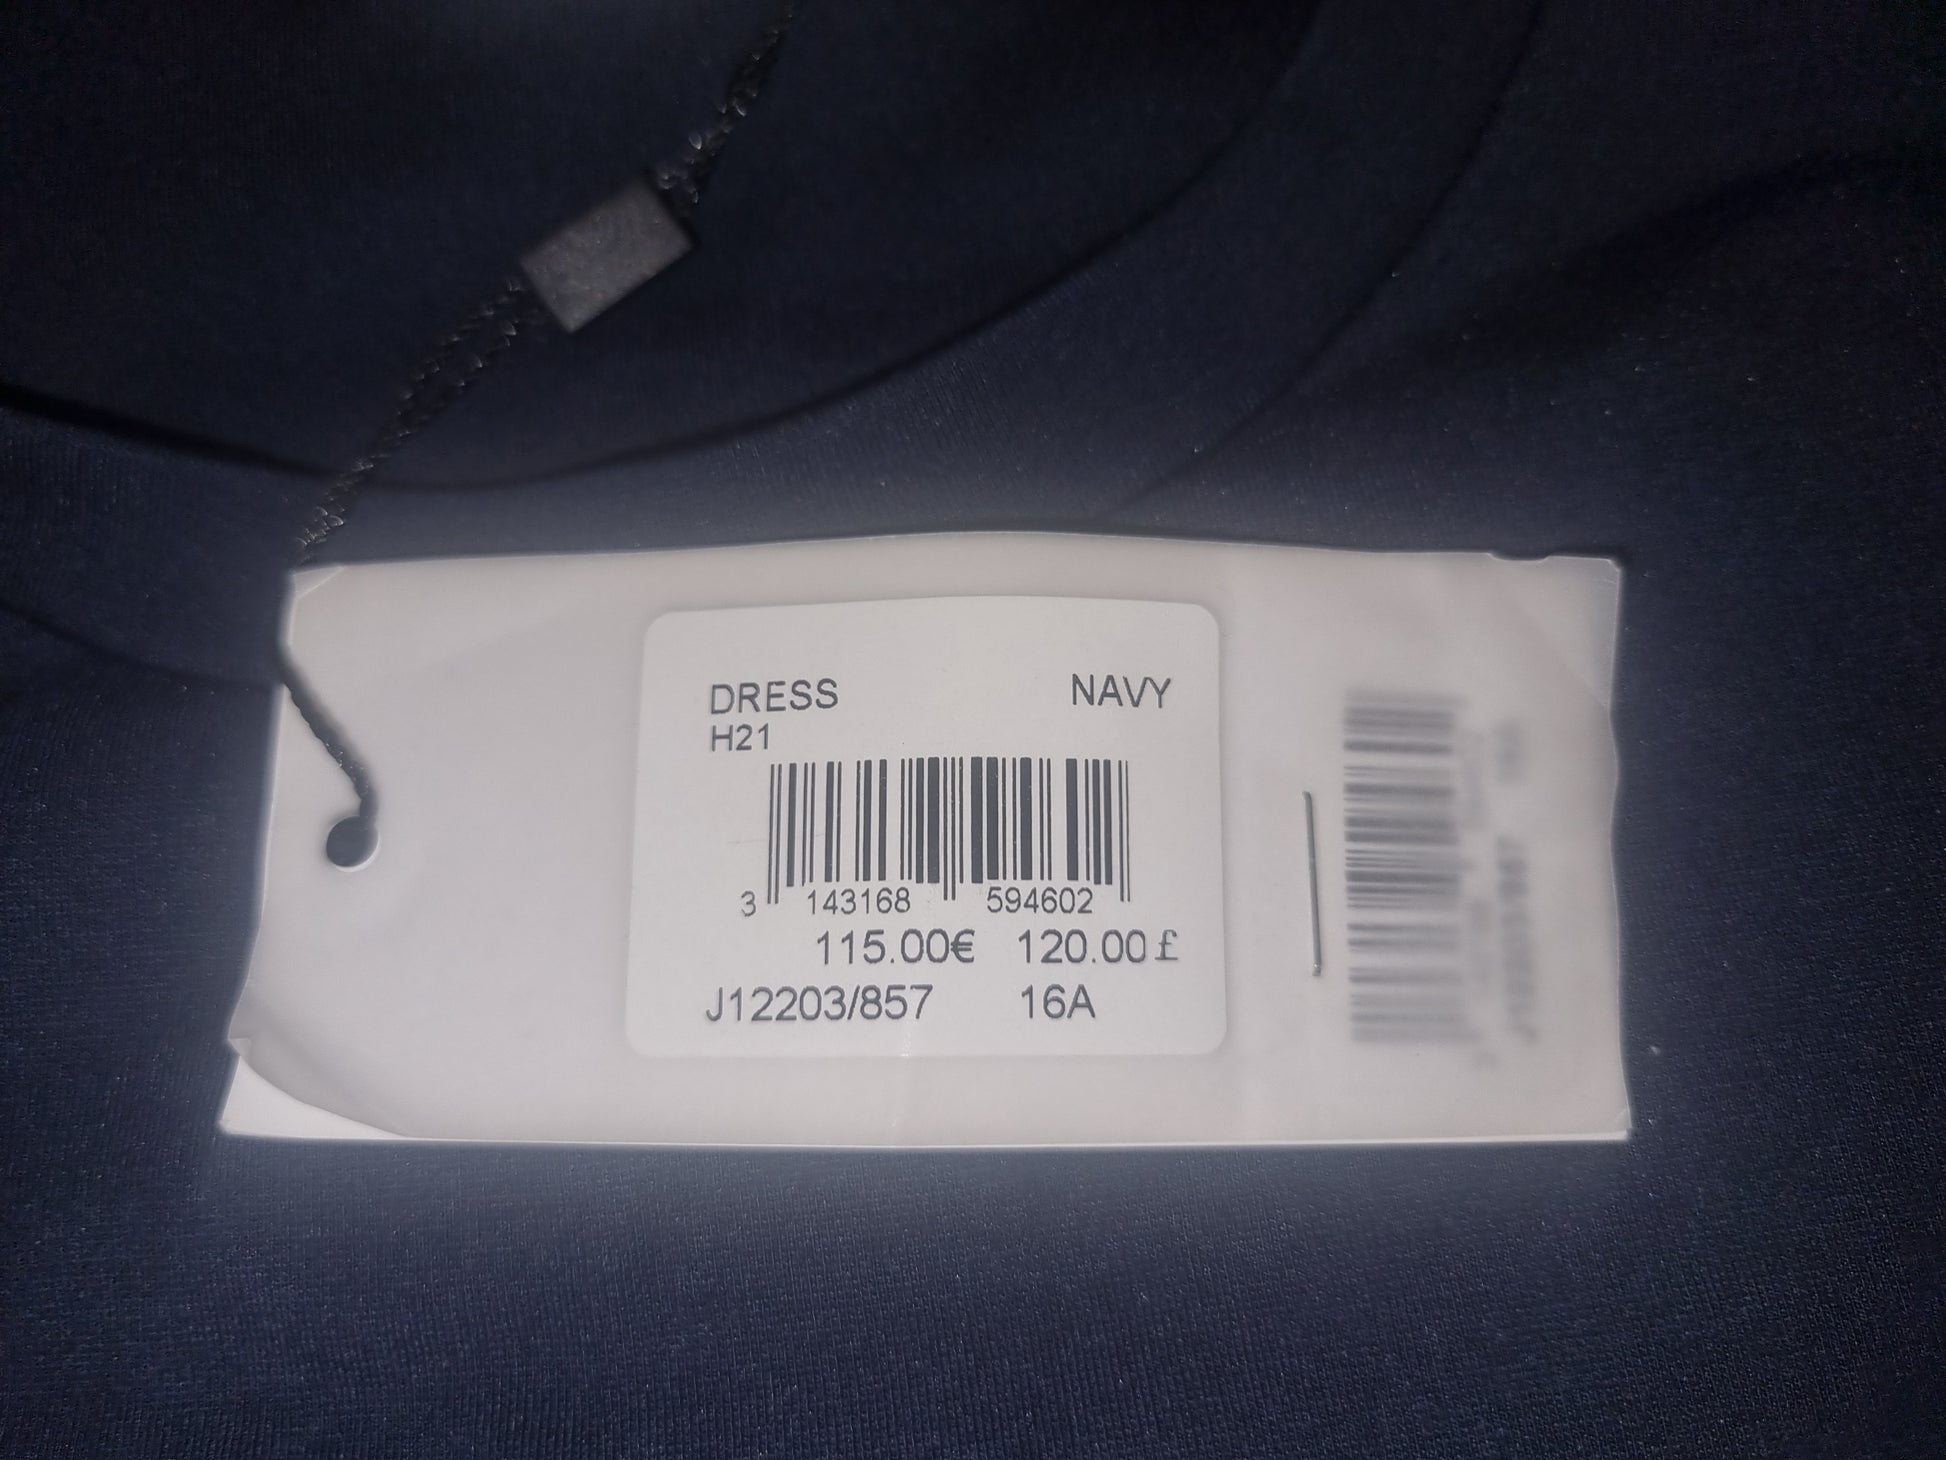 DRESS NAVY
H21
3 143168 594602
115.00€ 120.00£
J12203/857 16A